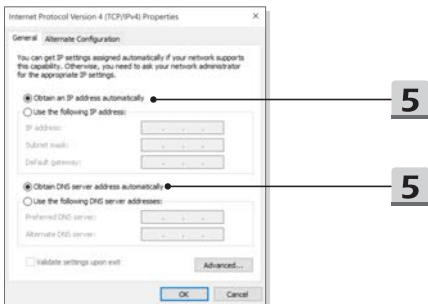 Internet Protocol Version 4 (TCP/IPv4) Properties
General Alternate Configuration
You can get IP settings assigned automatically if your network supports
this capability. Otherwise, you need to ask your network administrator
for the appropriate IP settings.
Obtain an IP address automatically
5
Use the following IP address:
IP address:
Subnet mask:
Default gateway:
Obtain DNS server address automatically
5
Use the following DNS server addresses:
Preferred DNS server:
Alternate DNS server:
Validate settings upon exit
Advanced...
OK Cancel